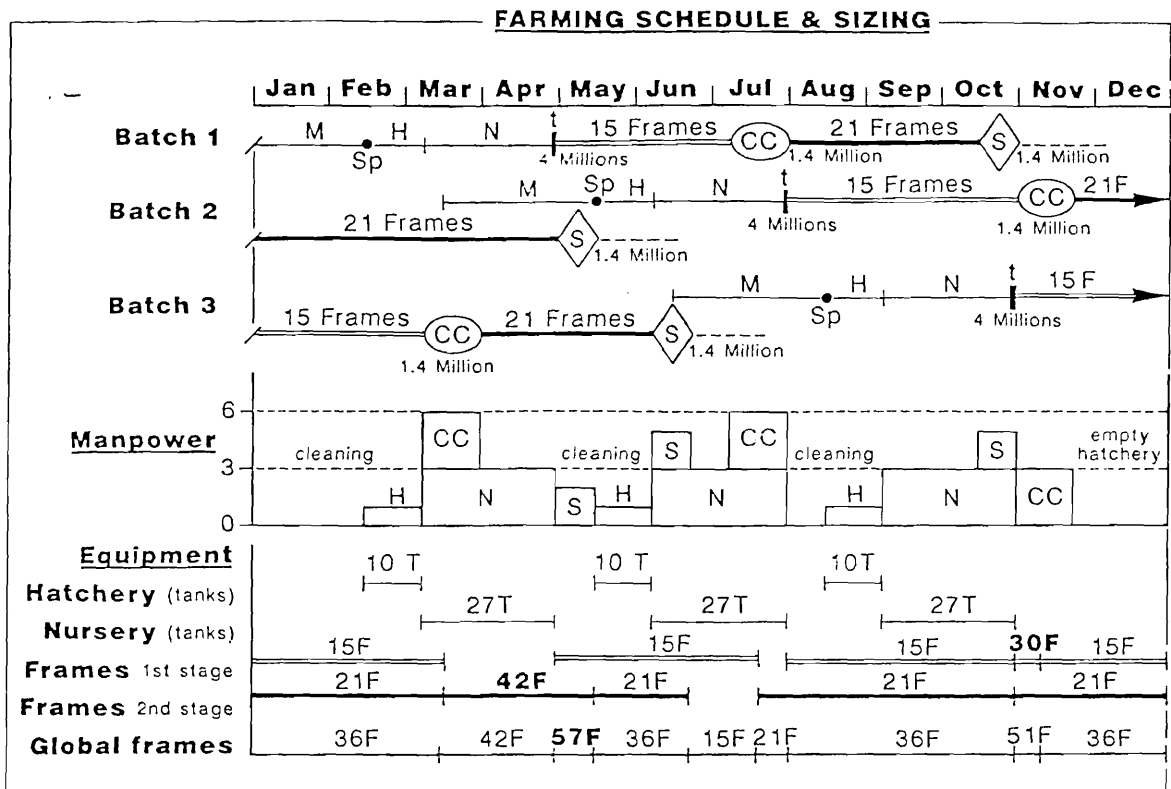 FARMING SCHEDULE & SIZING
Jan Feb Mar Apr May Jun Jul Aug Sep Oct Nov Dec
Batch 1 M Sp H N t 4 Millions 15 Frames CC 1.4 Million 21 Frames S 1.4 Million
Batch 2 M Sp H N t 4 Millions 15 Frames CC 1.4 Million 21F
21 Frames S 1.4 Million
Batch 3 M Sp H N t 4 Millions 15 F
15 Frames CC 1.4 Million 21 Frames S 1.4 Million
Manpower
6
3
0
cleaning cleaning cleaning empty hatchery
H CC N S H S N CC H N S CC
Equipment
Hatchery (tanks) 10 T 10 T 10T
Nursery (tanks) 27T 27T 27T
Frames 1st stage 15F 15F 15F 30F 15F
Frames 2nd stage 21F 42F 21F 21F 21F
Global frames 36F 42F 57F 36F 15F 21F 36F 51F 36F